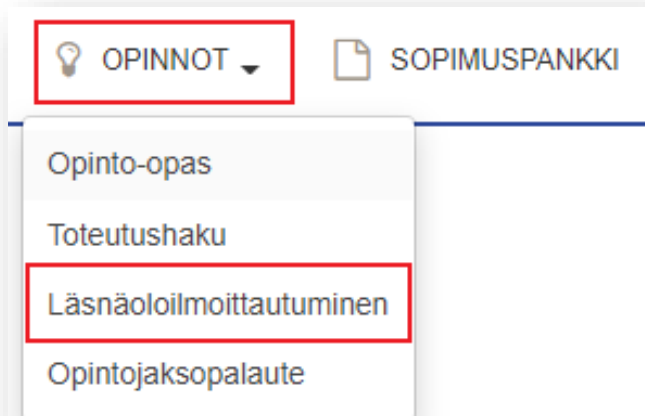 OPINNOT SOPIMUSPANKKI
Opinto-opas
Toteutushaku
Läsnäoloilmoittautuminen
Opintojaksopalaute